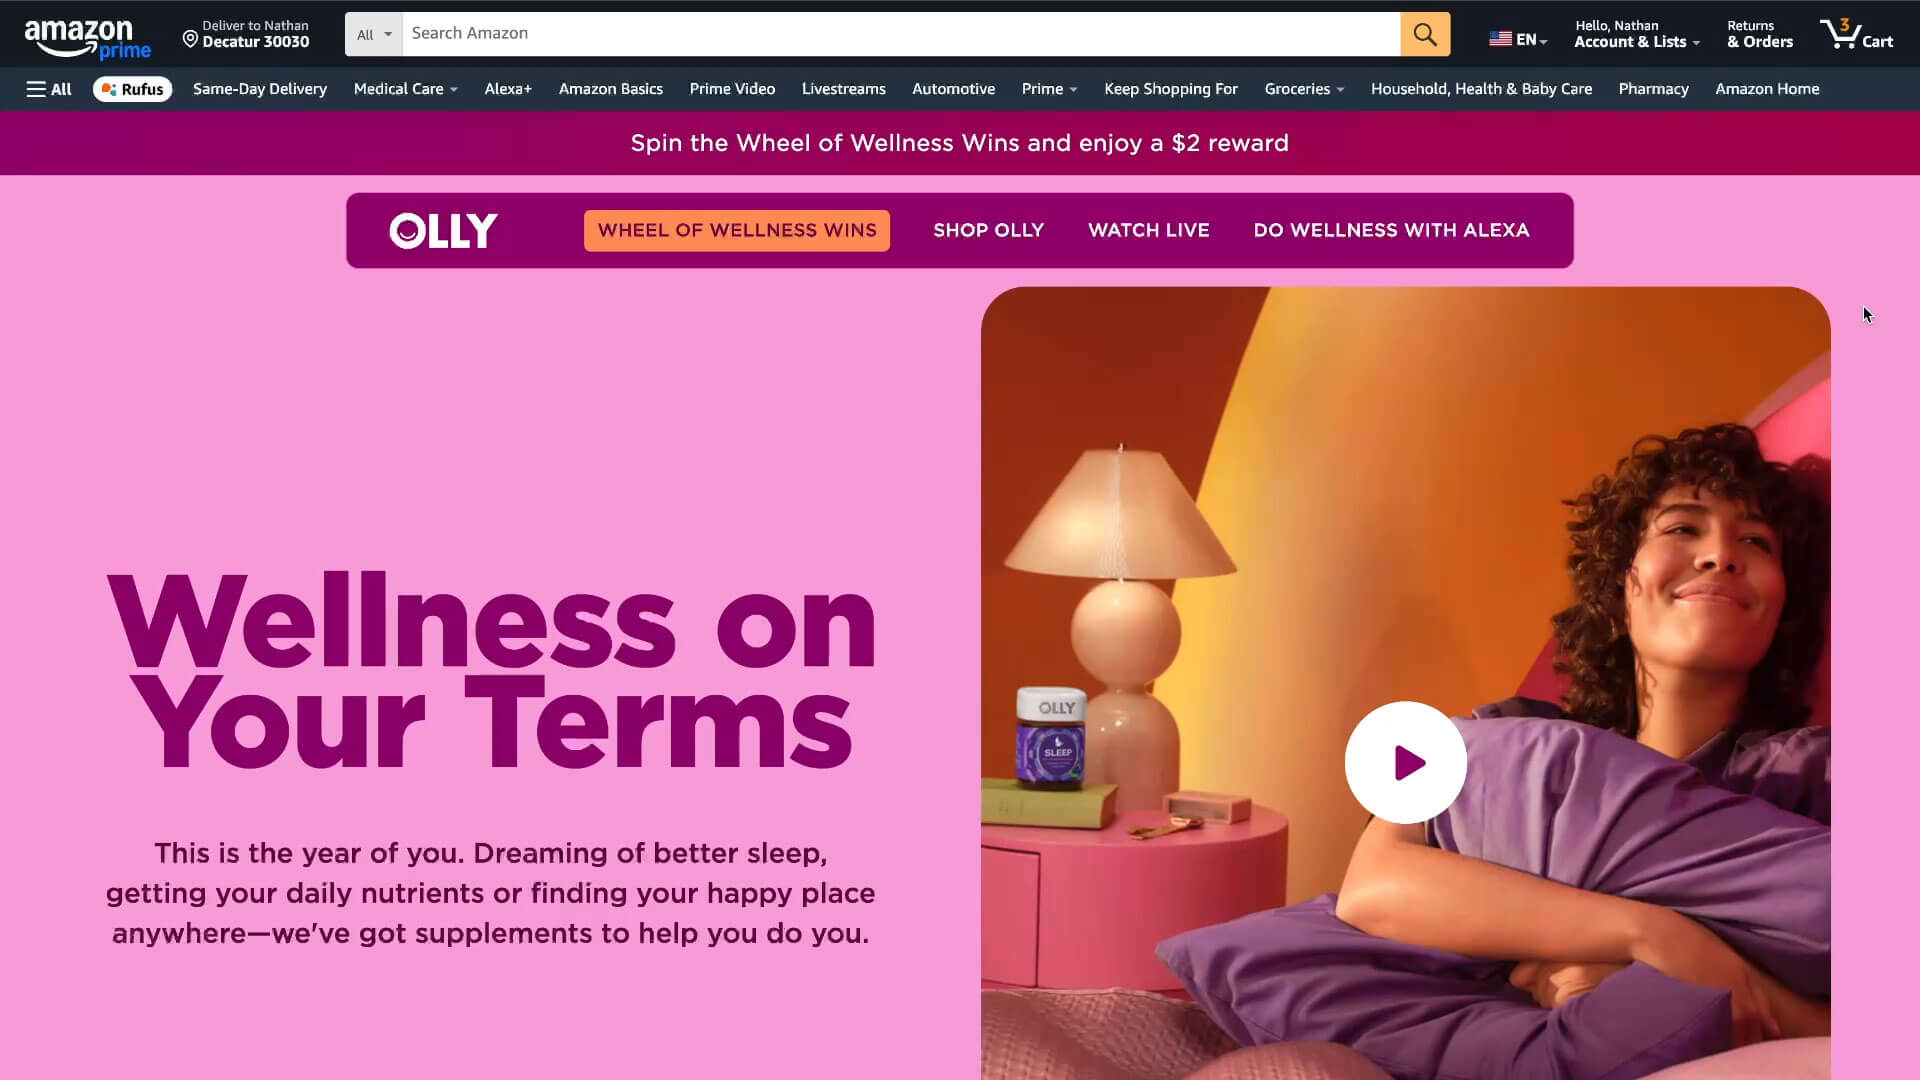 amazon
prime
Deliver to Nathan
Decatur 30030
All
Search Amazon
EN
Hello, Nathan
Account & Lists
Returns
& Orders
3
Cart
All
Rufus
Same-Day Delivery
Medical Care
Alexa+
Amazon Basics
Prime Video
Livestreams
Automotive
Prime
Keep Shopping For
Groceries
Household, Health & Baby Care
Pharmacy
Amazon Home
Spin the Wheel of Wellness Wins and enjoy a $2 reward
OLLY
WHEEL OF WELLNESS WINS
SHOP OLLY
WATCH LIVE
DO WELLNESS WITH ALEXA
Wellness on
Your Terms
This is the year of you. Dreaming of better sleep,
getting your daily nutrients or finding your happy place
anywhere—we've got supplements to help you do you.
OLLY
SLEEP